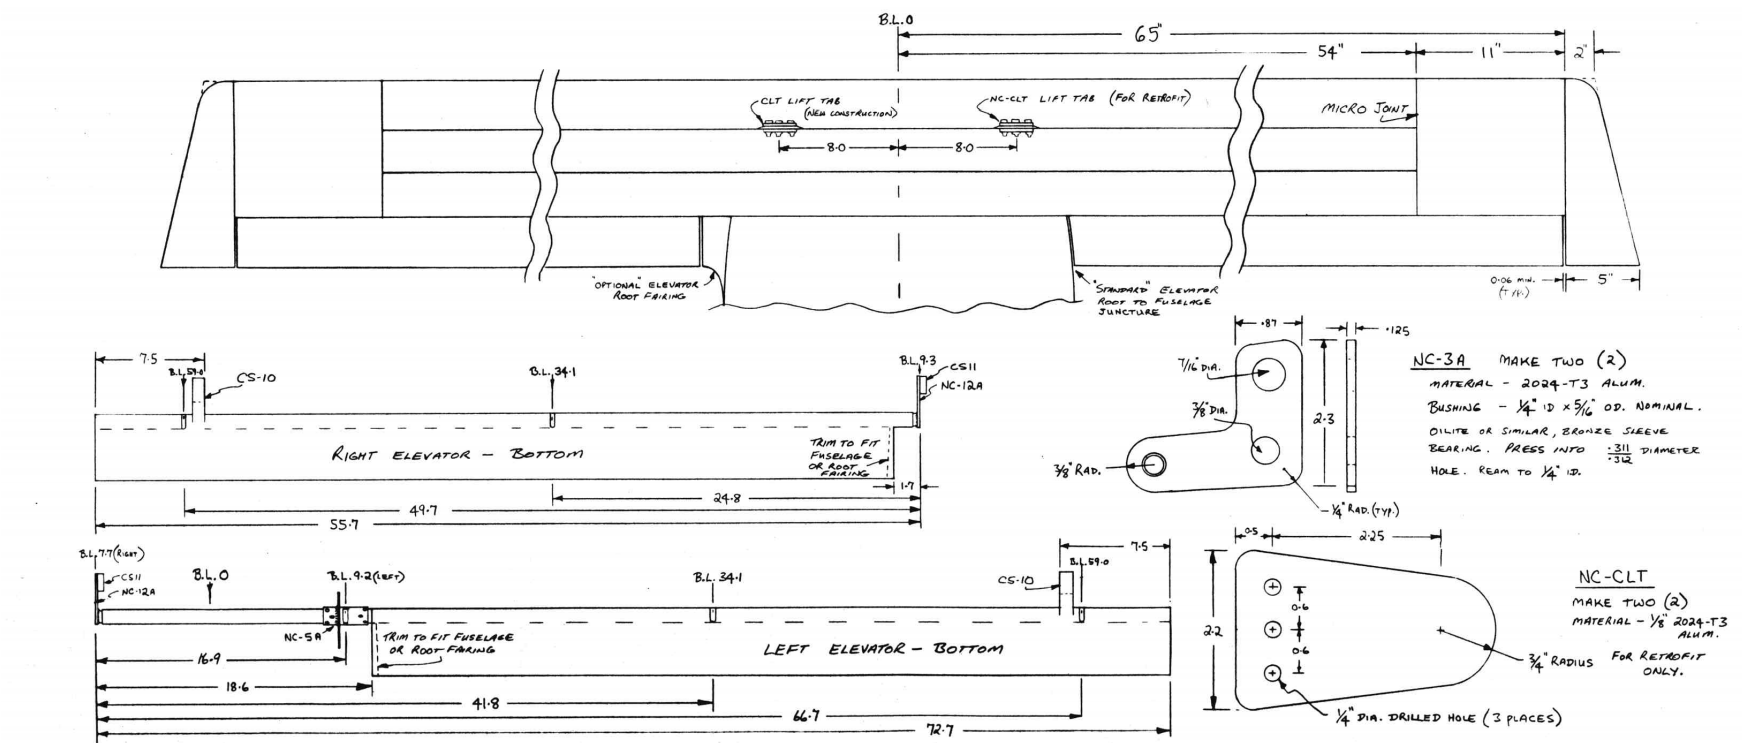 B.L.0
65"
54"
11"
2"
CLT LIFT TAB
(NEW CONSTRUCTION)
NC-CLT LIFT TAB (FOR RETROFIT)
MICRO JOINT
8.0
8.0
"OPTIONAL" ELEVATOR
ROOT FAIRING
"STANDARD" ELEVATOR
ROOT TO FUSELAGE
JUNCTURE
0.06 MIN.
(TYP.)
5"
7.5
B.L.59.0
CS-10
B.L.34.1
B.L.9.3
CS11
NC-12A
RIGHT ELEVATOR - BOTTOM
TRIM TO FIT
FUSELAGE
OR ROOT
FAIRING
1.7
24.8
49.7
55.7
.87
.125
7/16" DIA.
3/8" DIA.
2.3
3/8" RAD.
1/4" RAD. (TYP.)
NC-3A MAKE TWO (2)
MATERIAL - 2024-T3 ALUM.
BUSHING - 1/4" ID x 5/16" OD. NOMINAL.
OILITE OR SIMILAR, BRONZE SLEEVE
BEARING. PRESS INTO .311/.312 DIAMETER
HOLE. REAM TO 1/4" ID.
B.L.7.7 (RIGHT)
CS11
NC-12A
B.L.0
B.L.9.2 (LEFT)
NC-5A
B.L.34.1
CS-10
7.5
B.L.59.0
TRIM TO FIT FUSELAGE
OR ROOT FAIRING
LEFT ELEVATOR - BOTTOM
16.9
18.6
41.8
66.7
72.7
0.5
2.25
0.6
0.6
2.2
3/4" RADIUS
1/4" DIA. DRILLED HOLE (3 PLACES)
NC-CLT
MAKE TWO (2)
MATERIAL - 1/8" 2024-T3
ALUM.
FOR RETROFIT
ONLY.